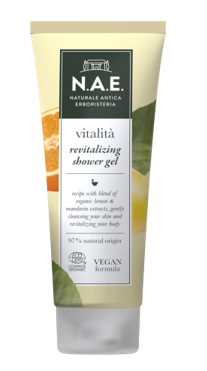 N.A.E.
NATURALE ANTICA
ERBORISTERIA
vitalità
revitalizing
shower gel
recipe with blend of
organic lemon &
mandarin extracts, gently
cleansing your skin and
revitalizing your body
97% natural origin
VEGAN
formula